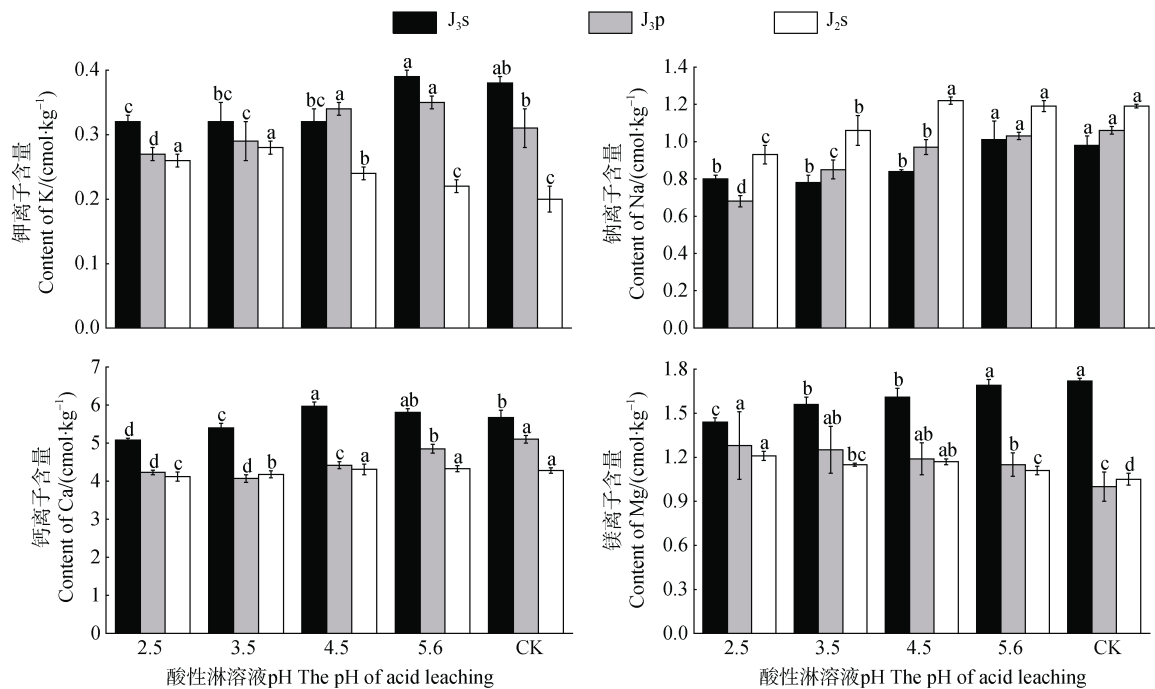 J₃s J₃p J₂s
钾离子含量
Content of K/(cmol·kg⁻¹)
0.4
0.3
0.2
0.1
0.0
c d a
bc c a
bc a b
a a c
ab b c
钠离子含量
Content of Na/(cmol·kg⁻¹)
1.4
1.2
1.0
0.8
0.6
0.4
0.2
0.0
b d c
b c b
b b a
a a a
a a a
钙离子含量
Content of Ca/(cmol·kg⁻¹)
7
6
5
4
3
2
1
0
d d c
c d b
a c a
ab b a
b a a
2.5 3.5 4.5 5.6 CK
酸性淋溶液pH The pH of acid leaching
镁离子含量
Content of Mg/(cmol·kg⁻¹)
1.8
1.5
1.2
0.9
0.6
0.3
0.0
c a a
b ab bc
b ab ab
a b c
a c d
2.5 3.5 4.5 5.6 CK
酸性淋溶液pH The pH of acid leaching